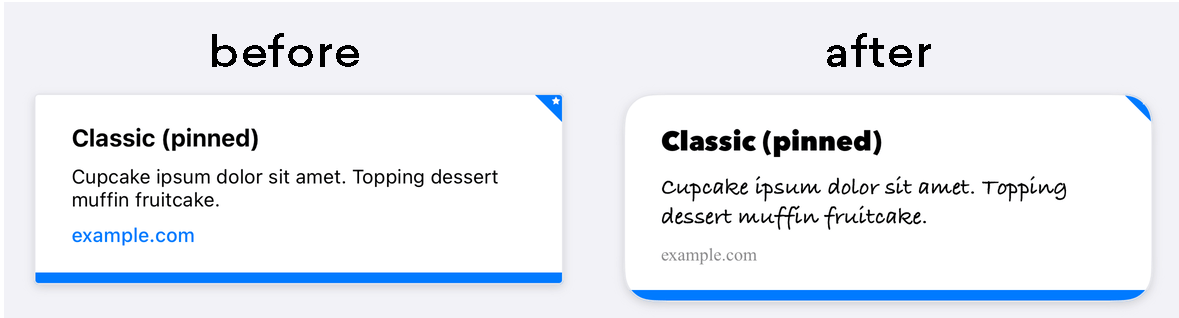 before
after
Classic (pinned)
Cupcake ipsum dolor sit amet. Topping dessert
muffin fruitcake.
example.com
Classic (pinned)
Cupcake ipsum dolor sit amet. Topping
dessert muffin fruitcake.
example.com